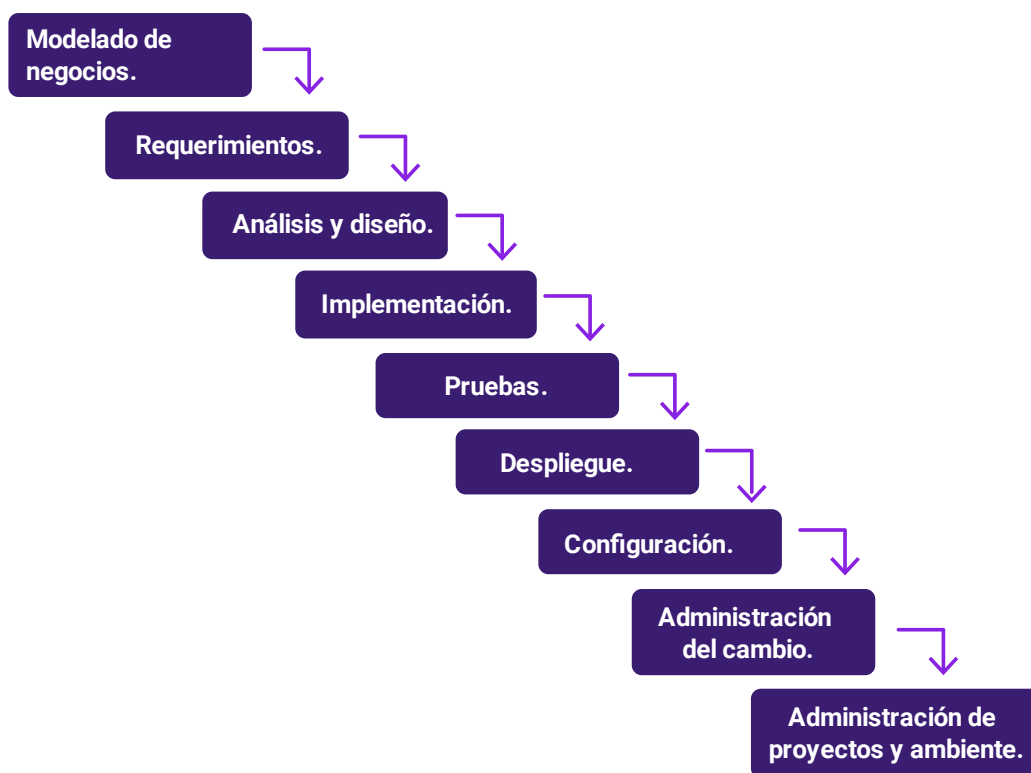 Modelado de
negocios.
Requerimientos.
Análisis y diseño.
Implementación.
Pruebas.
Despliegue.
Configuración.
Administración
del cambio.
Administración de
proyectos y ambiente.